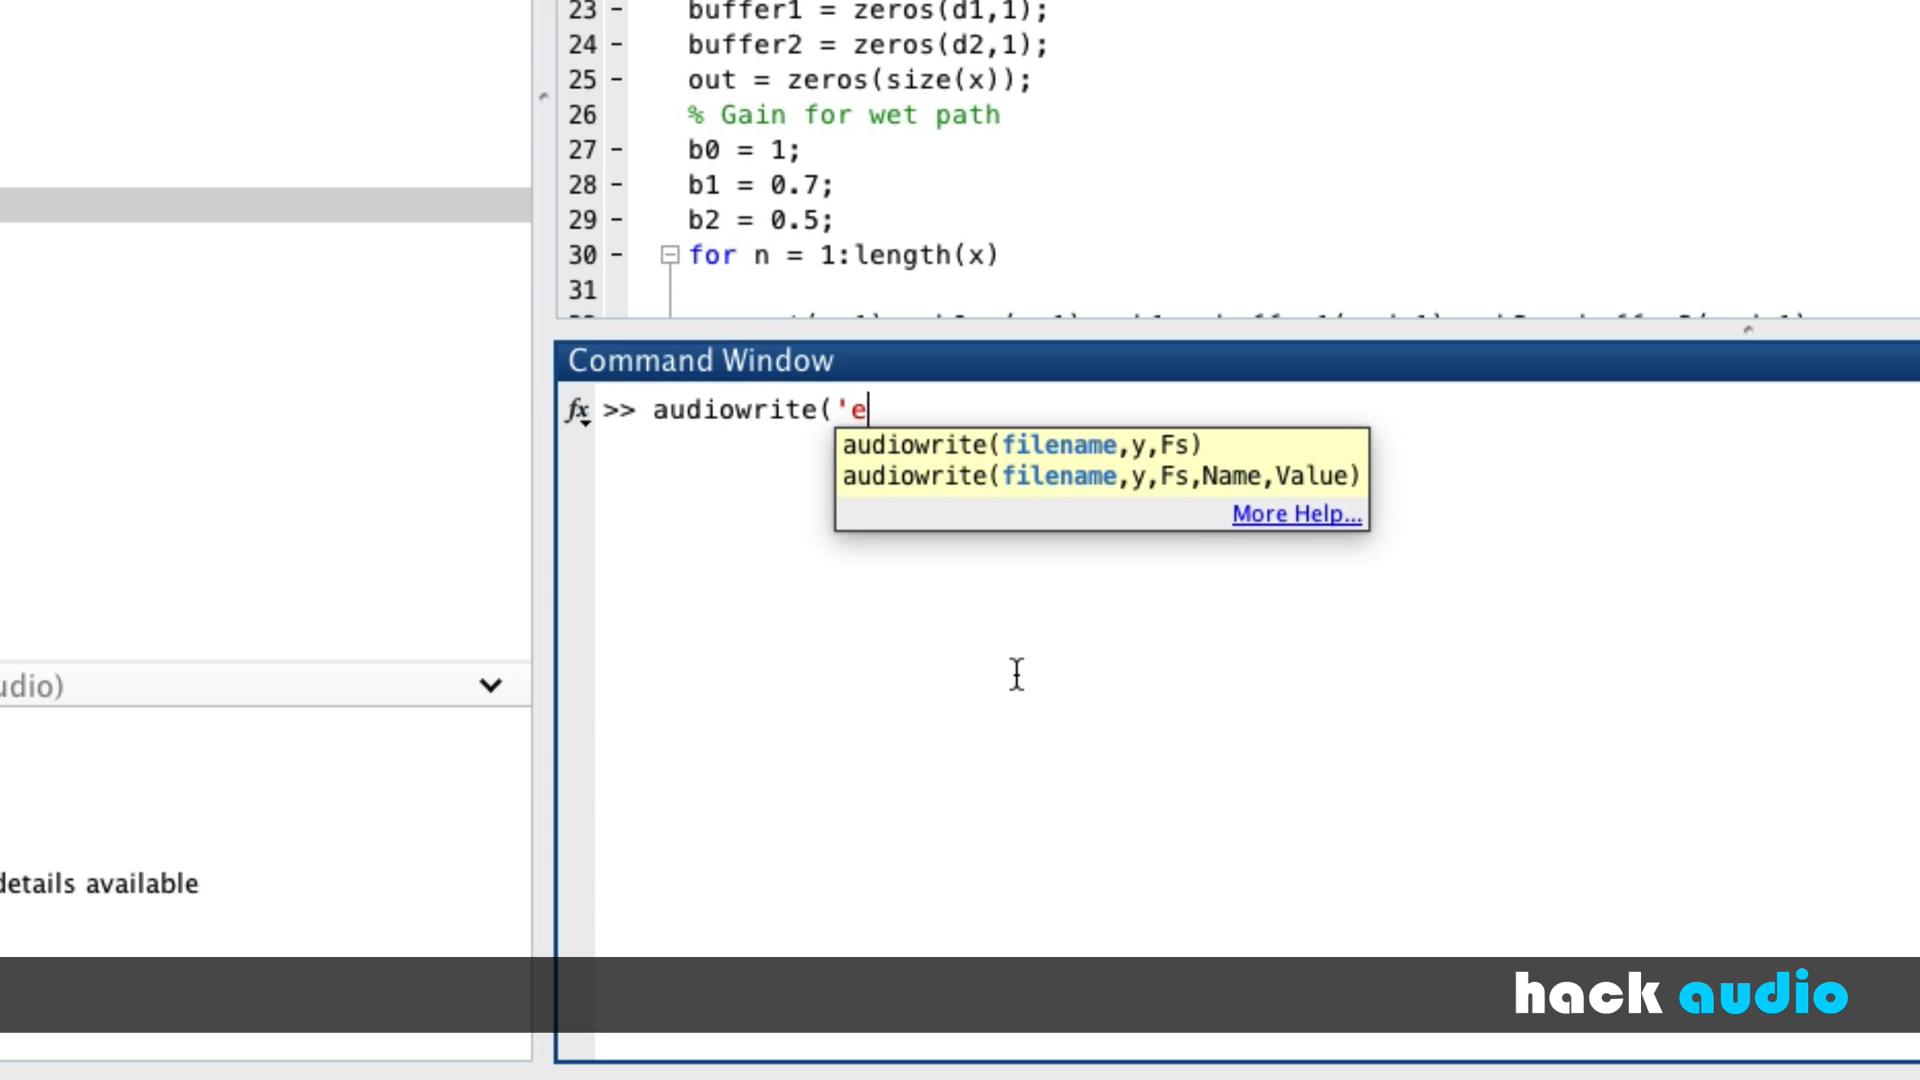 23 - buffer1 = zeros(d1,1);
24 - buffer2 = zeros(d2,1);
25 - out = zeros(size(x));
26 % Gain for wet path
27 - b0 = 1;
28 - b1 = 0.7;
29 - b2 = 0.5;
30 - for n = 1:length(x)
31
Command Window
fx >> audiowrite('e
audiowrite(filename,y,Fs)
audiowrite(filename,y,Fs,Name,Value)
More Help...
udio)
details available
hack audio